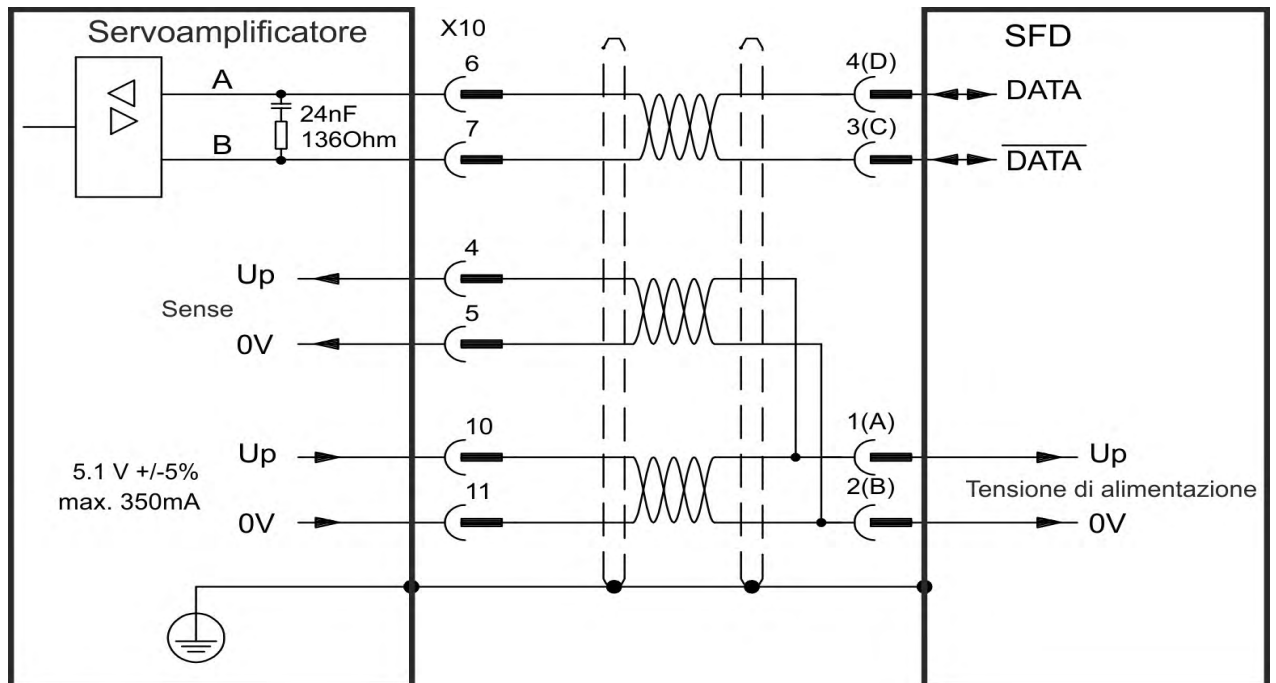 Servoamplificatore
X10
SFD
A
6
4(D)
DATA
24nF
136Ohm
B
7
3(C)
DATA
Up
4
Sense
0V
5
5.1 V +/-5%
max. 350mA
Up
10
1(A)
Up
Tensione di alimentazione
0V
11
2(B)
0V